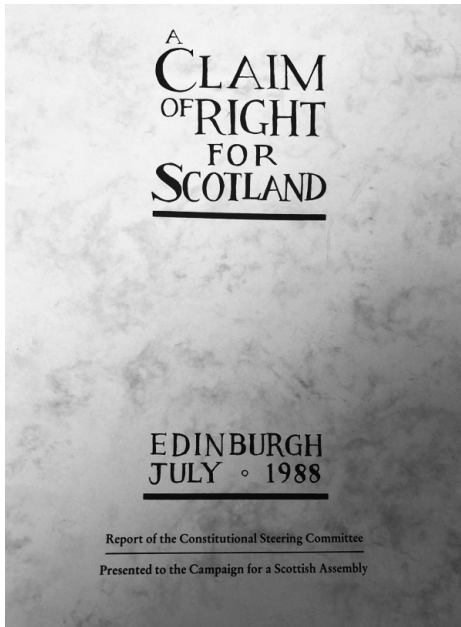 A
CLAIM
OF RIGHT
FOR
SCOTLAND
EDINBURGH
JULY ∘ 1988
Report of the Constitutional Steering Committee
Presented to the Campaign for a Scottish Assembly